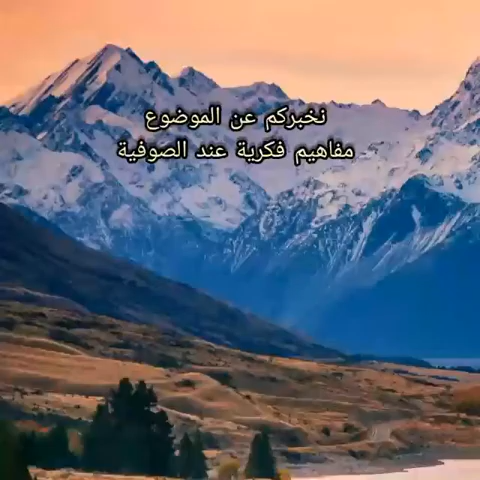 نخبركم عن الموضوع
مفاهيم فكرية عند الصوفية